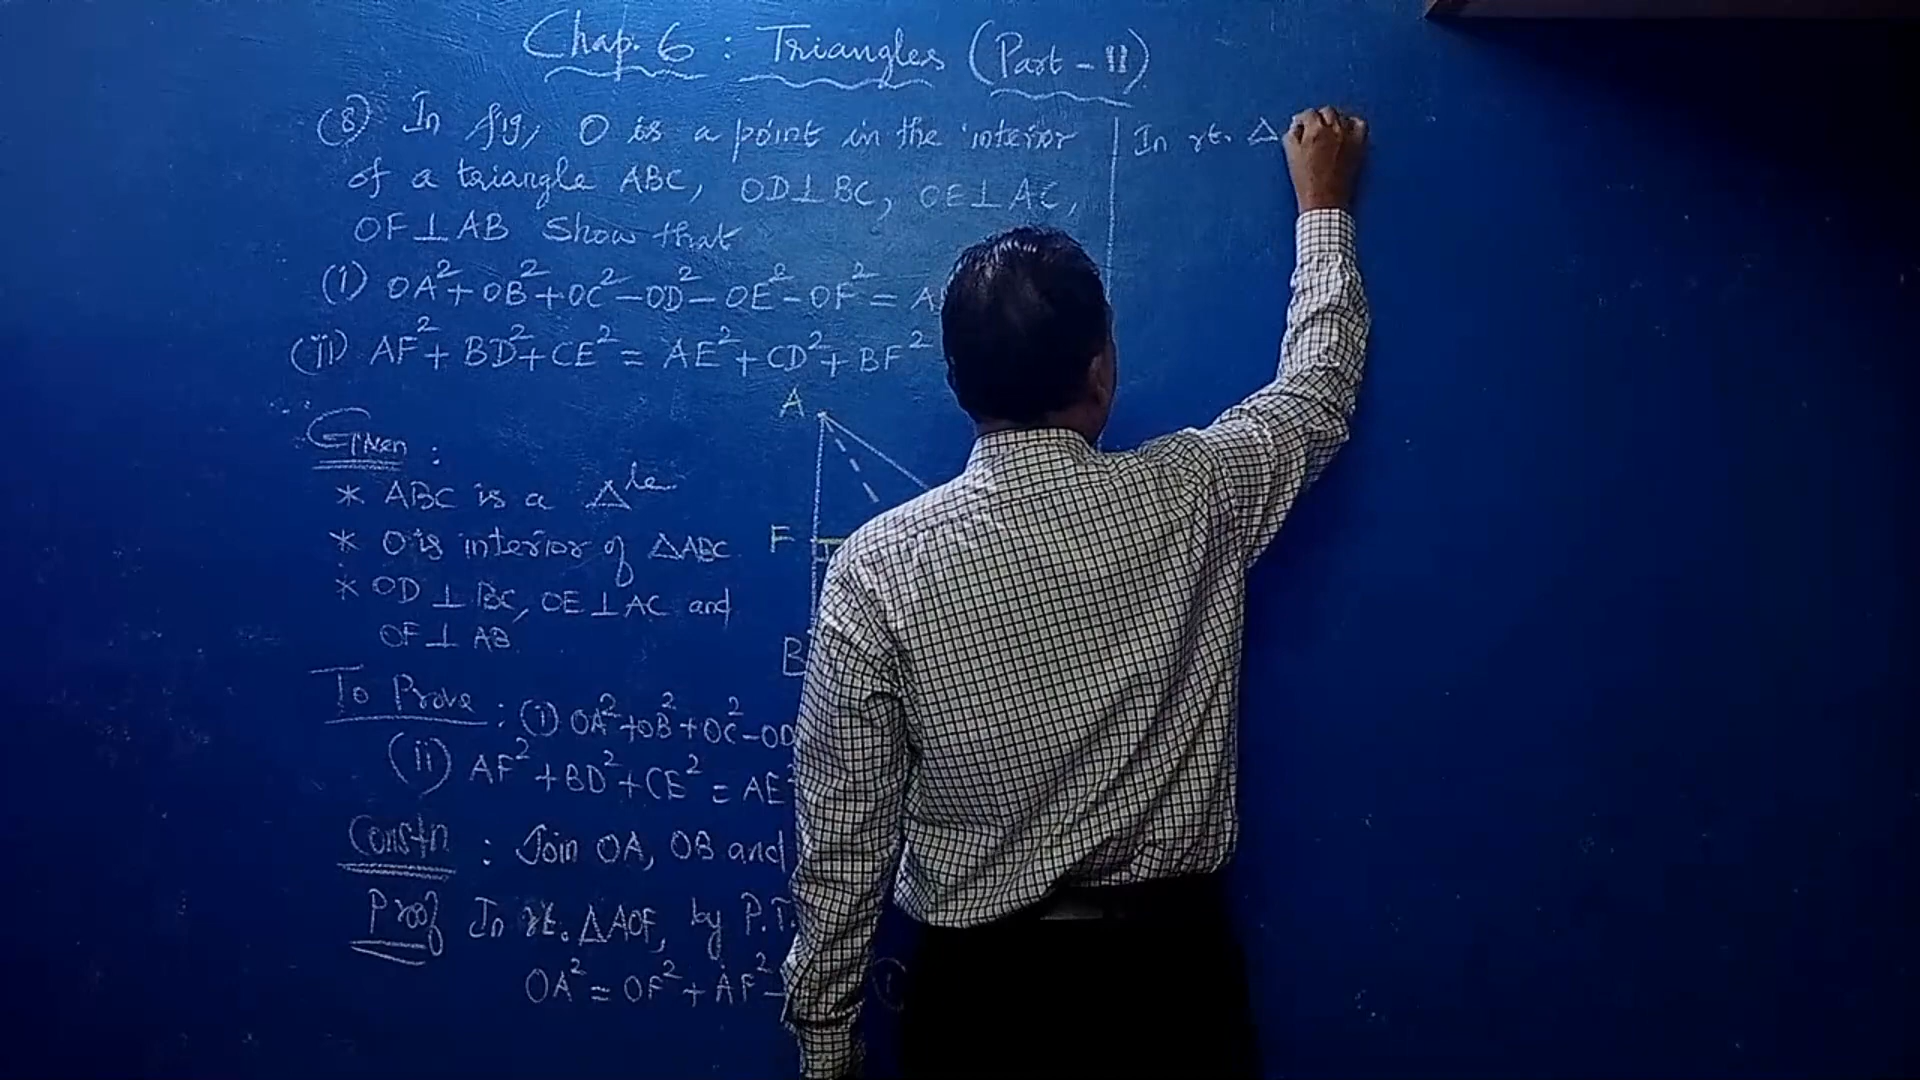 Chap. 6 : Triangles (Part - II)
(8) In fig, O is a point in the interior
of a triangle ABC, OD⊥BC, OE⊥AC,
OF⊥AB Show that
(i) OA²+OB²+OC²-OD²-OE²-OF² = A
(ii) AF²+BD²+CE² = AE²+CD²+BF²
Given :
* ABC is a Δle
* O is interior of ΔABC
* OD ⊥ BC, OE⊥AC and
OF⊥ AB
To Prove : (i) OA²+OB²+OC²-OD
(ii) AF²+BD²+CE² = AE²
Constn : Join OA, OB and
Proof In rt. ΔAOF, by P.T.
OA² = OF² + AF² -
A
F
B
In rt. Δ